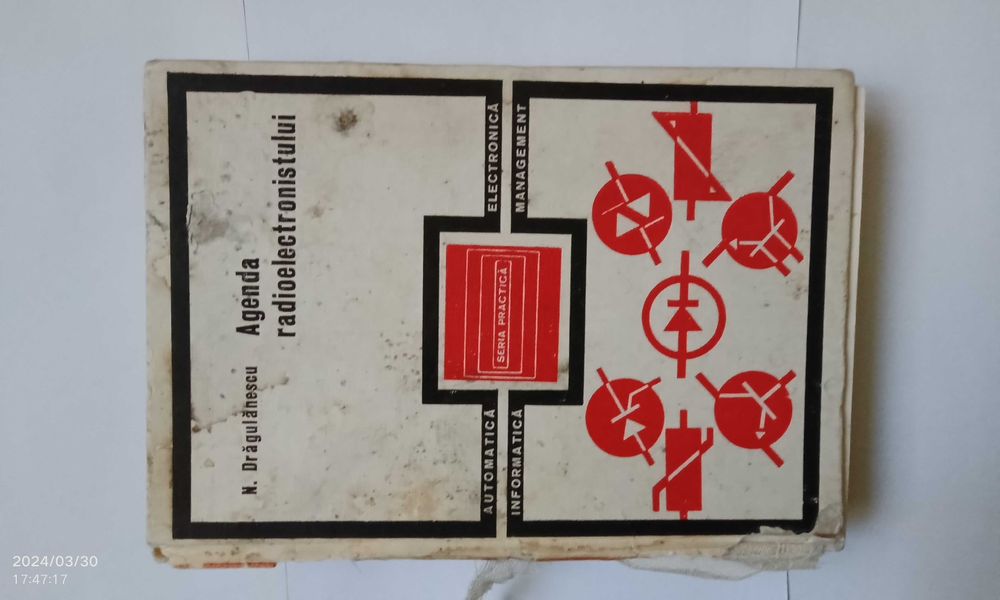 N. Drăgulănescu
Agenda
radioelectronistului
AUTOMATICĂ
ELECTRONICĂ
SERIA PRACTICĂ
INFORMATICĂ
MANAGEMENT
2024/03/30
17:47:17